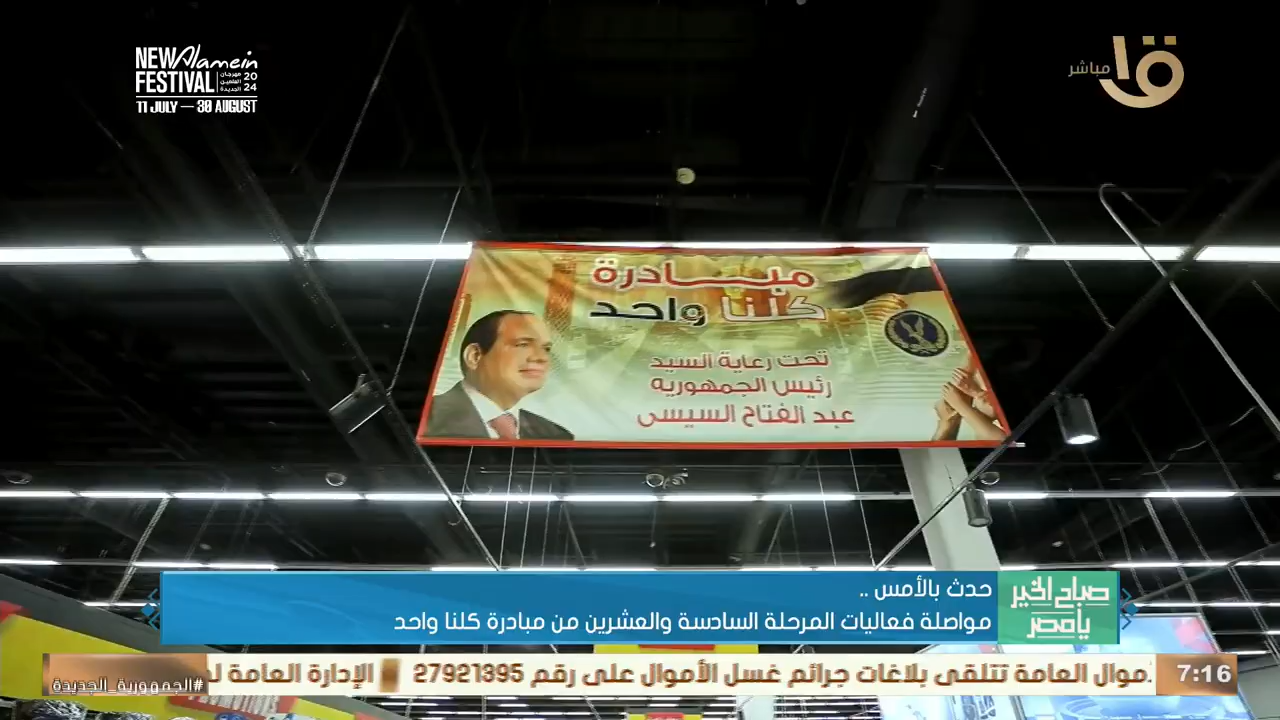 NEW Alamein
FESTIVAL
مهرجان
العلمين
الجديدة
2024
11 JULY — 30 AUGUST
مباشر
مبادرة
كلنا واحد
تحت رعاية السيد
رئيس الجمهوريه
عبد الفتاح السيسى
صباح الخير
يا مصر
حدث بالأمس ..
مواصلة فعاليات المرحلة السادسة والعشرين من مبادرة كلنا واحد
موال العامة تتلقى بلاغات جرائم غسل الأموال على رقم 27921395
الإدارة العامة ل
#الجمهورية_الجديدة
7:16